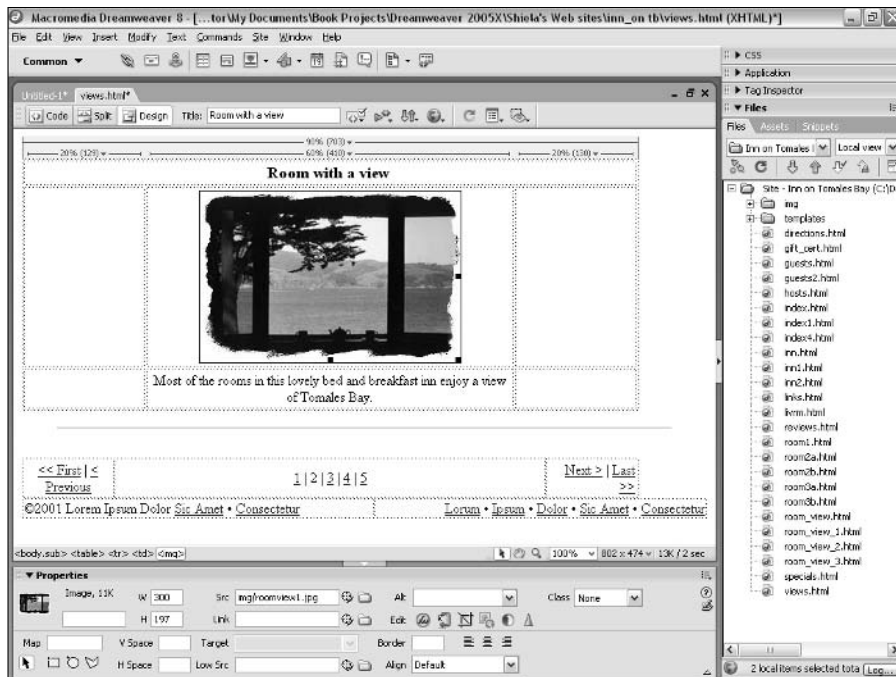 Macromedia Dreamweaver 8 - [...tor\My Documents\Book Projects\Dreamweaver 2005X\Shiela's Web sites\inn_on tb\views.html (XHTML)*]
File Edit View Insert Modify Text Commands Site Window Help
Common
Untitled-1* views.html*
Code Split Design Title: Room with a view
90% (703)
20% (129) 60% (410) 20% (130)
Room with a view
Most of the rooms in this lovely bed and breakfast inn enjoy a view
of Tomales Bay.
<< First | <
Previous
1|2|3|4|5
Next > | Last
>>
©2001 Lorem Ipsum Dolor Sic Amet • Consectetur
Lorum • Ipsum • Dolor • Sic Amet • Consectetur
<body.sub> <table> <tr> <td> <img>
100% 802 x 474 13K / 2 sec
Properties
Image, 11K W 300 Src img/roomview1.jpg Alt Class None
H 197 Link Edit
Map V Space Target Border
H Space Low Src Align Default
CSS
Application
Tag Inspector
Files
Files Assets Snippets
Inn on Tomales Local view
Site - Inn on Tomales Bay (C:\D
img
templates
directions.html
gift_cert.html
guests.html
guests2.html
hosts.html
index.html
index1.html
index4.html
inn.html
inn1.html
inn2.html
links.html
livrm.html
reviews.html
room1.html
room2a.html
room2b.html
room3a.html
room3b.html
room_view.html
room_view_1.html
room_view_2.html
room_view_3.html
specials.html
views.html
2 local items selected tota Log...